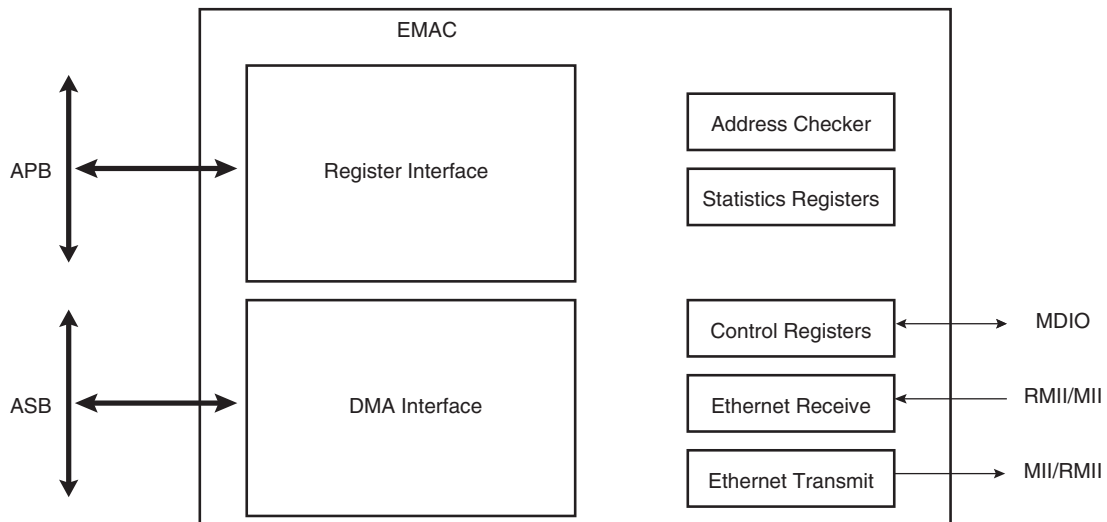 EMAC
APB
Register Interface
Address Checker
Statistics Registers
ASB
DMA Interface
Control Registers
MDIO
Ethernet Receive
RMII/MII
Ethernet Transmit
MII/RMII